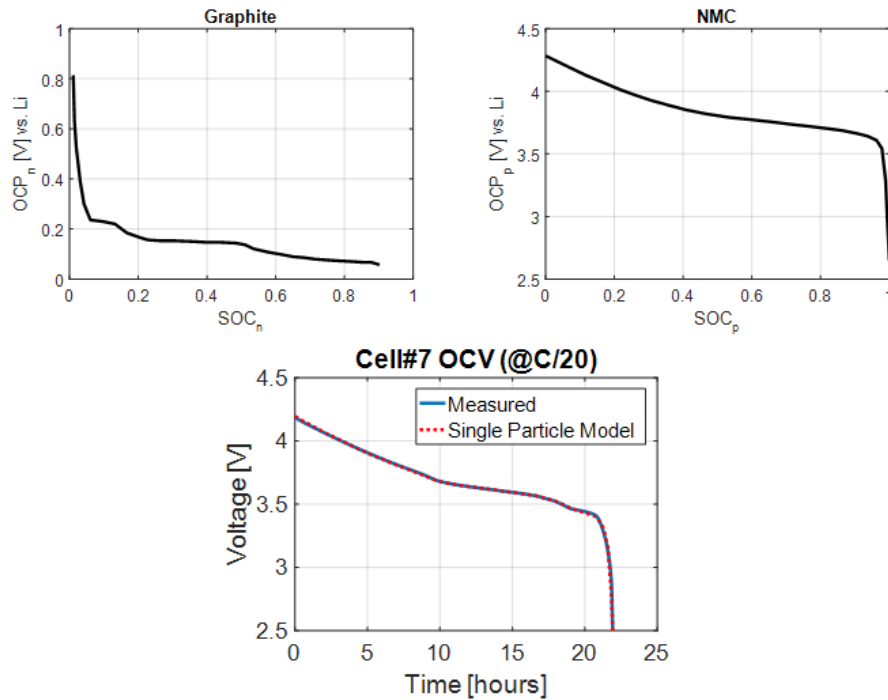 Graphite
1
0.8
0.6
0.4
0.2
0
OCP_n [V] vs. Li
0 0.2 0.4 0.6 0.8 1
SOC_n
NMC
4.5
4
3.5
3
2.5
OCP_p [V] vs. Li
0 0.2 0.4 0.6 0.8 1
SOC_p
Cell#7 OCV (@C/20)
4.5
4
3.5
3
2.5
Voltage [V]
Measured
Single Particle Model
0 5 10 15 20 25
Time [hours]